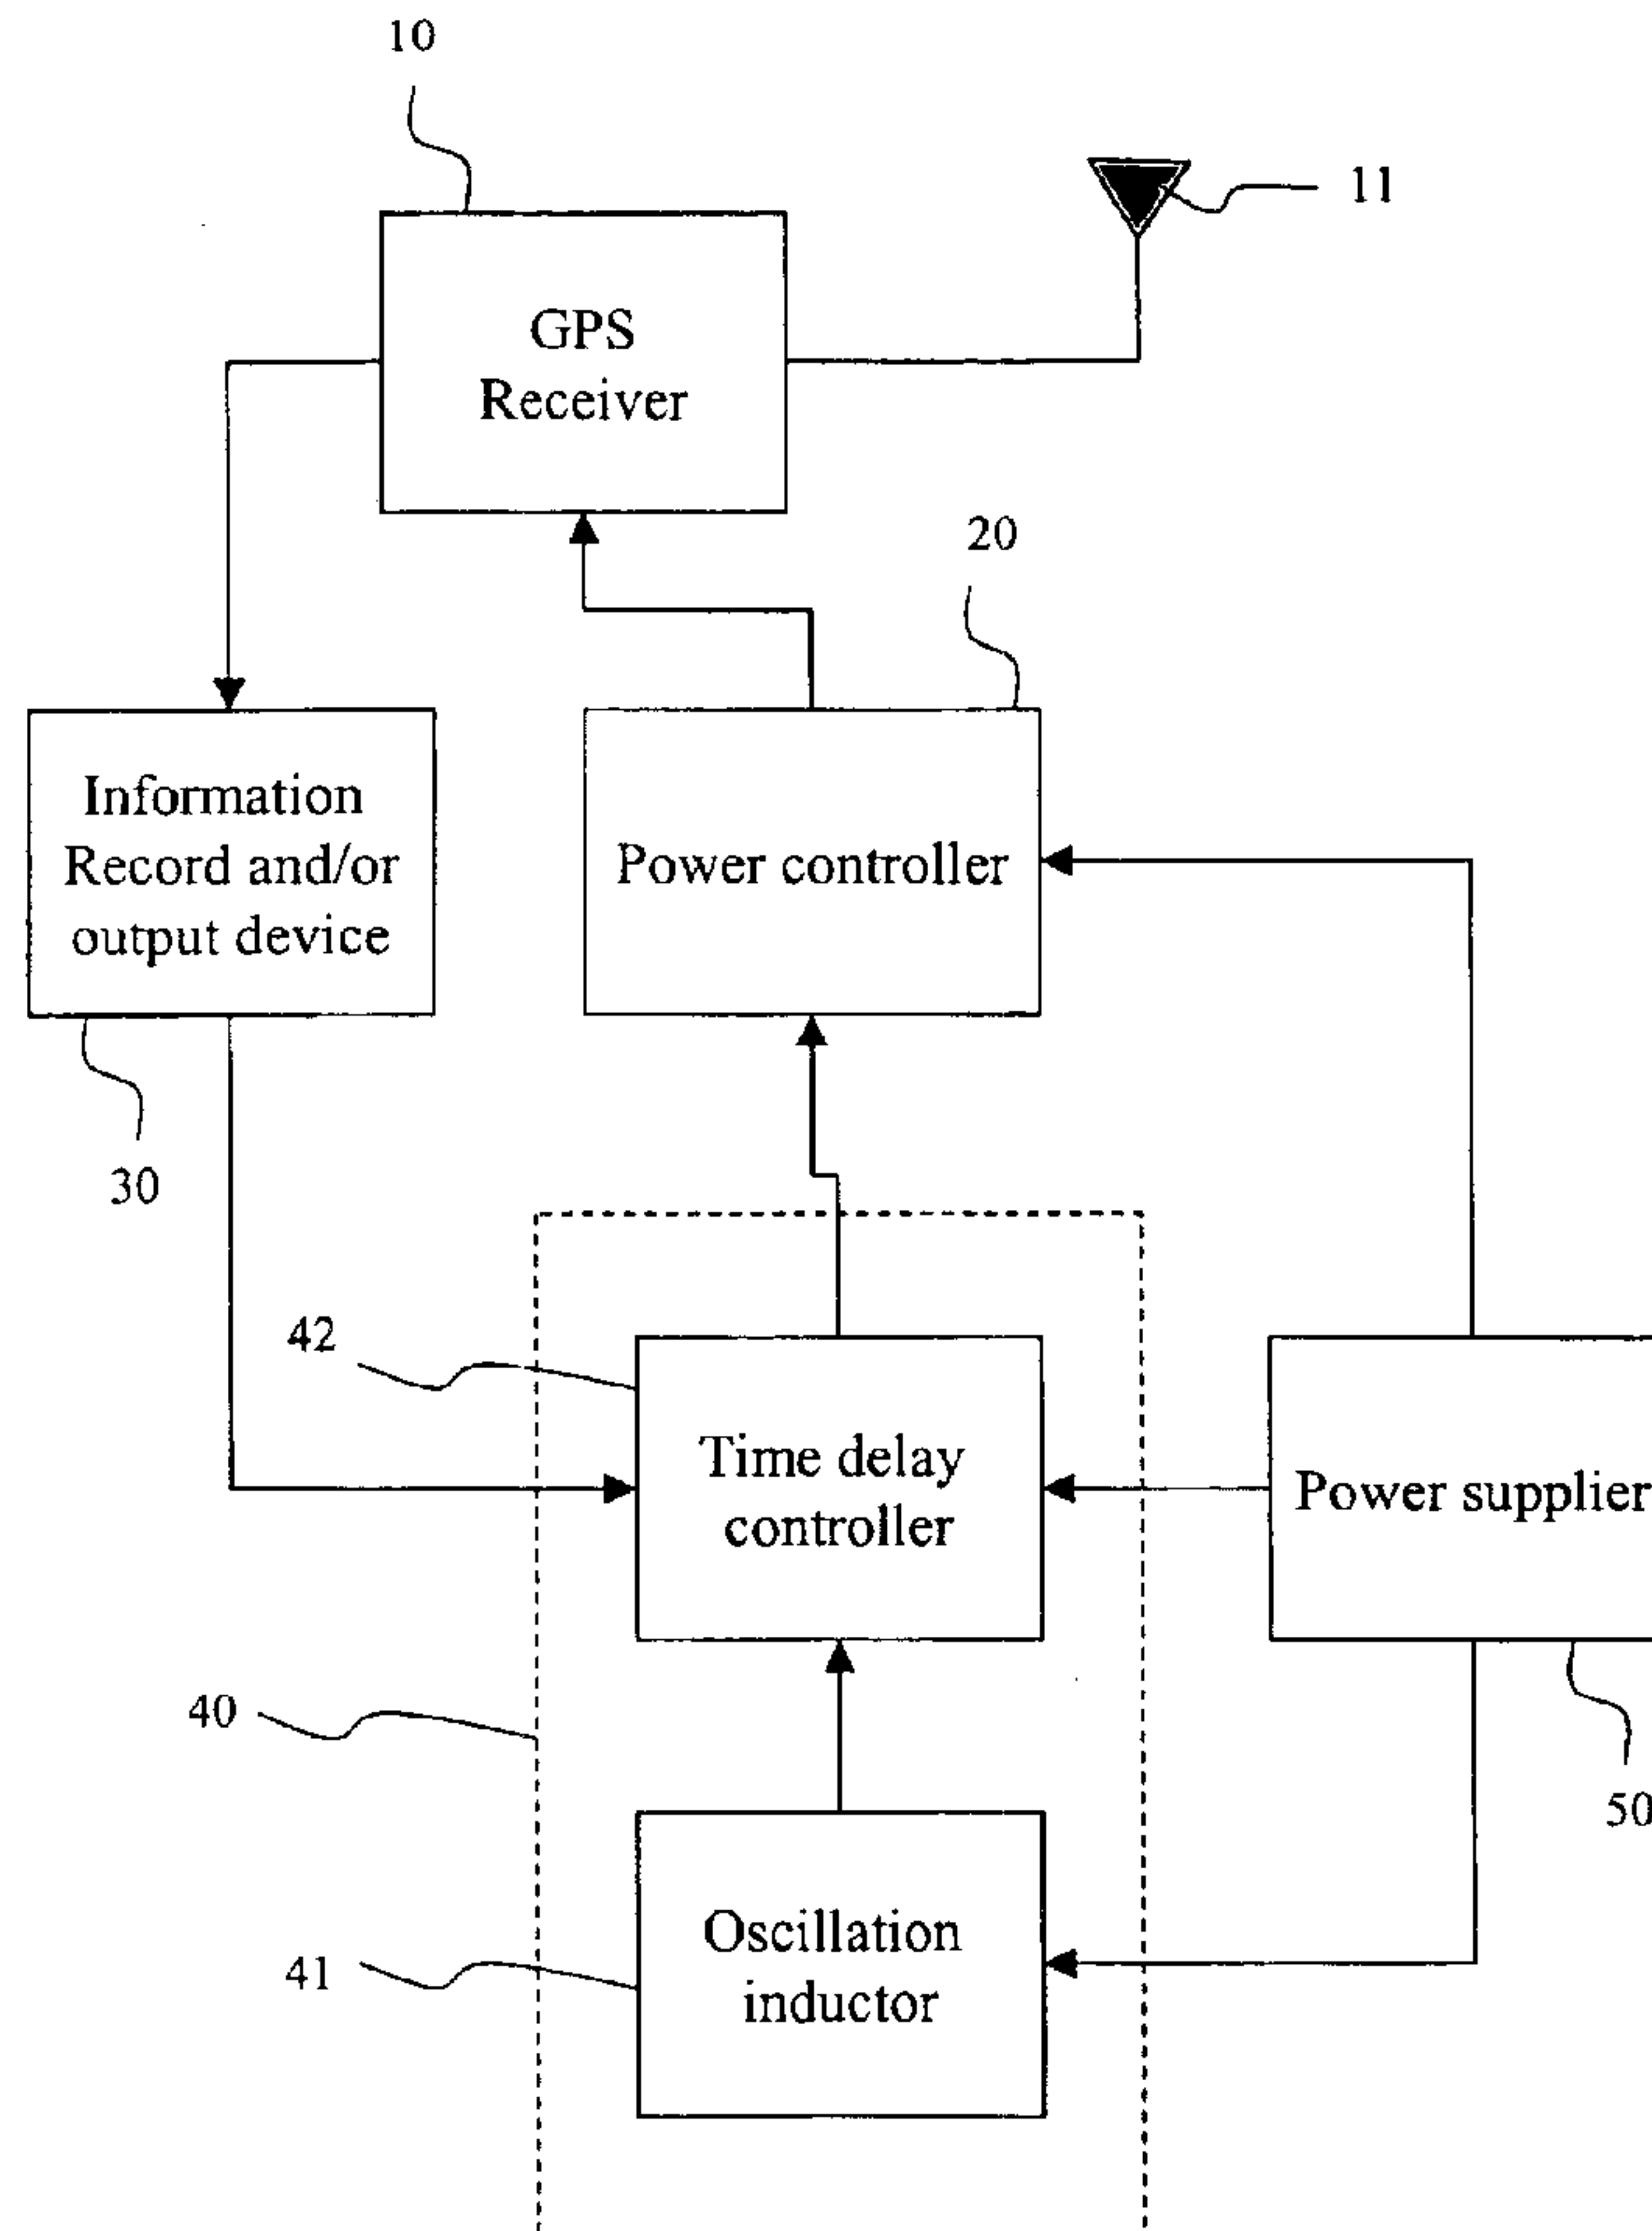 10
11
GPS
Receiver
20
Information
Record and/or
output device
Power controller
30
42
Time delay
controller
Power supplier
40
50
Oscillation
inductor
41